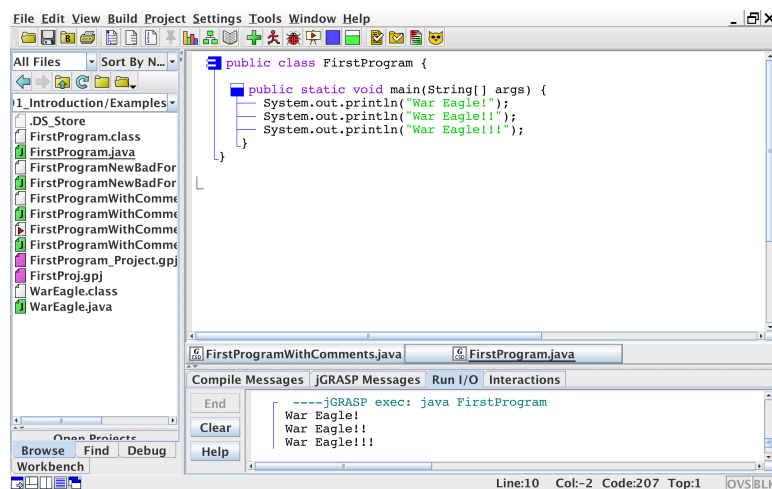 File Edit View Build Project Settings Tools Window Help
All Files Sort By N...
01_Introduction/Examples
.DS_Store
FirstProgram.class
FirstProgram.java
FirstProgramNewBadFor
FirstProgramNewBadFor
FirstProgramWithComme
FirstProgramWithComme
FirstProgramWithComme
FirstProgramWithComme
FirstProgram_Project.gpj
FirstProj.gpj
WarEagle.class
WarEagle.java
Open Projects
Browse Find Debug
Workbench
public class FirstProgram {
public static void main(String[] args) {
System.out.println("War Eagle!");
System.out.println("War Eagle!!");
System.out.println("War Eagle!!!");
}
}
FirstProgramWithComments.java FirstProgram.java
Compile Messages jGRASP Messages Run I/O Interactions
End
Clear
Help
----jGRASP exec: java FirstProgram
War Eagle!
War Eagle!!
War Eagle!!!
Line:10 Col:-2 Code:207 Top:1 OVS BLK